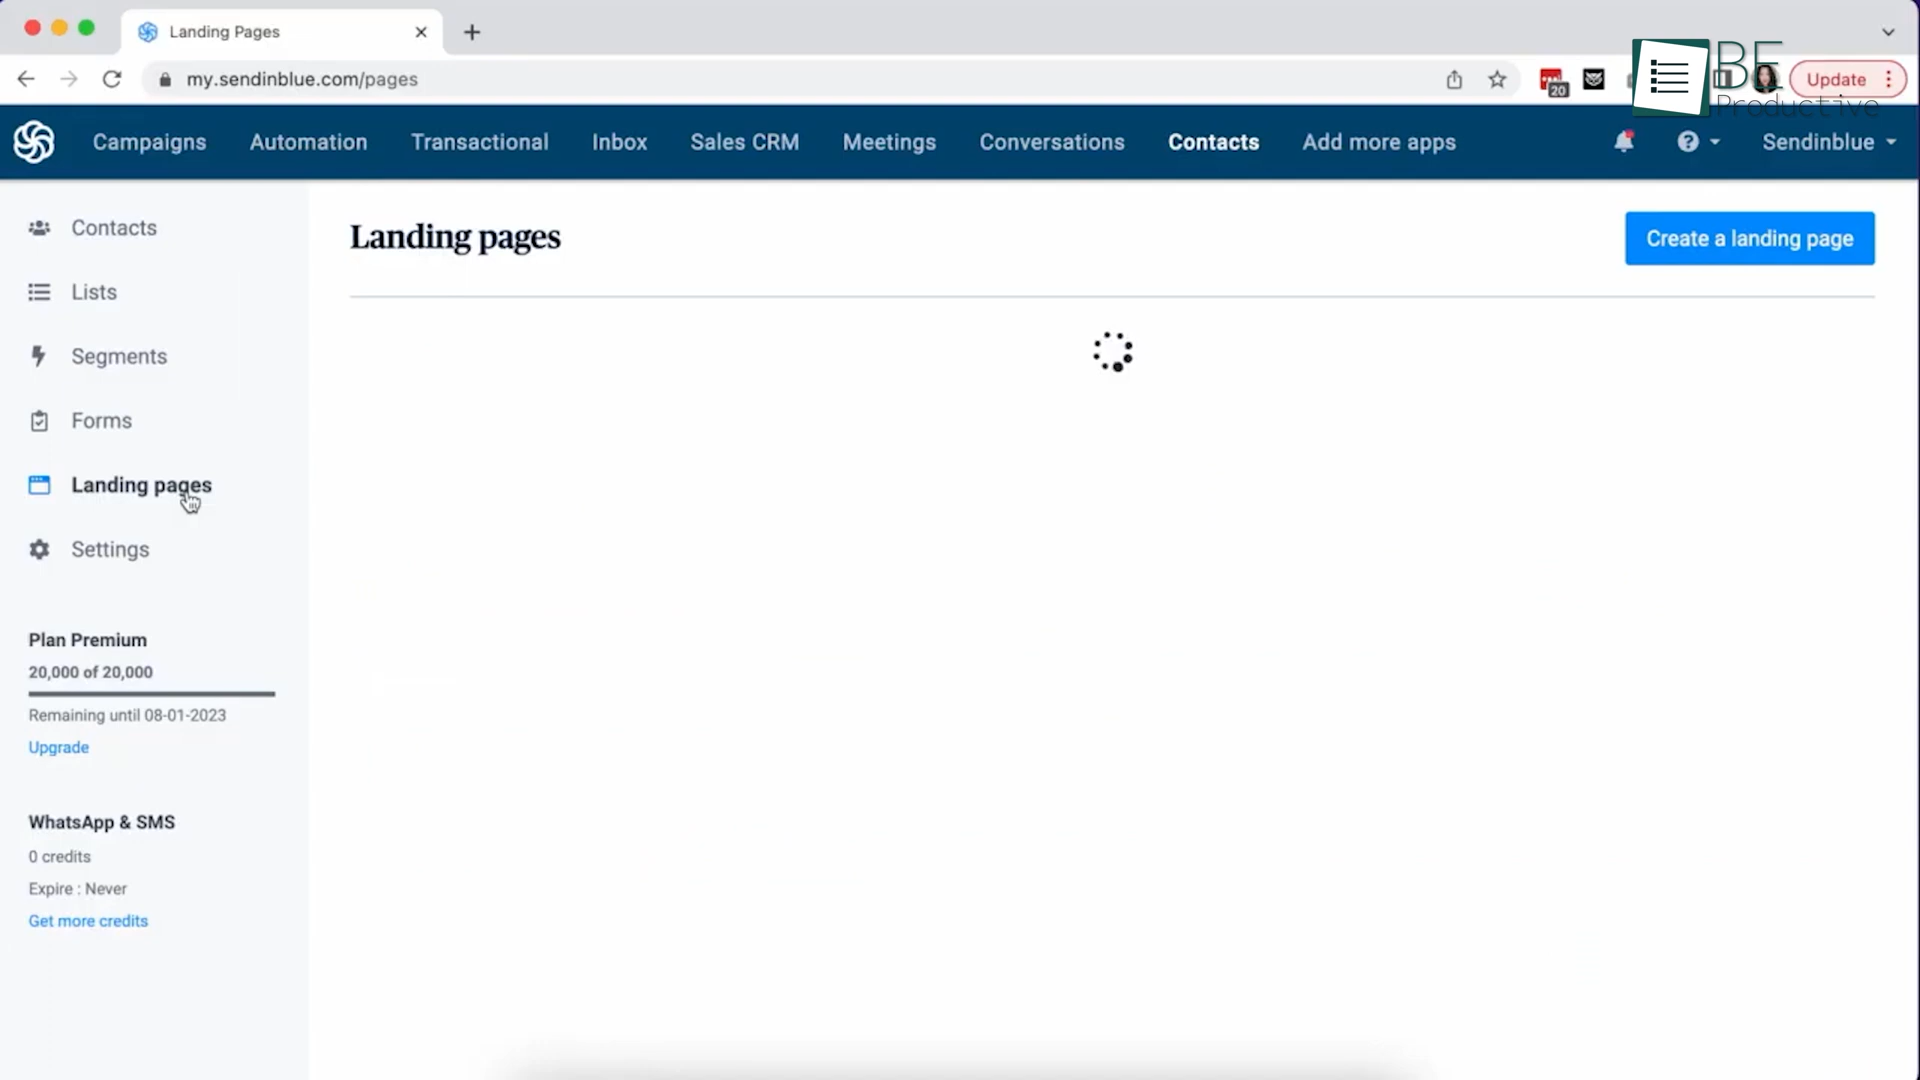 Landing Pages
my.sendinblue.com/pages
20
Update
BE
Productive
Campaigns
Automation
Transactional
Inbox
Sales CRM
Meetings
Conversations
Contacts
Add more apps
Sendinblue
Contacts
Lists
Segments
Forms
Landing pages
Settings
Plan Premium
20,000 of 20,000
Remaining until 08-01-2023
Upgrade
WhatsApp & SMS
0 credits
Expire : Never
Get more credits
Landing pages
Create a landing page